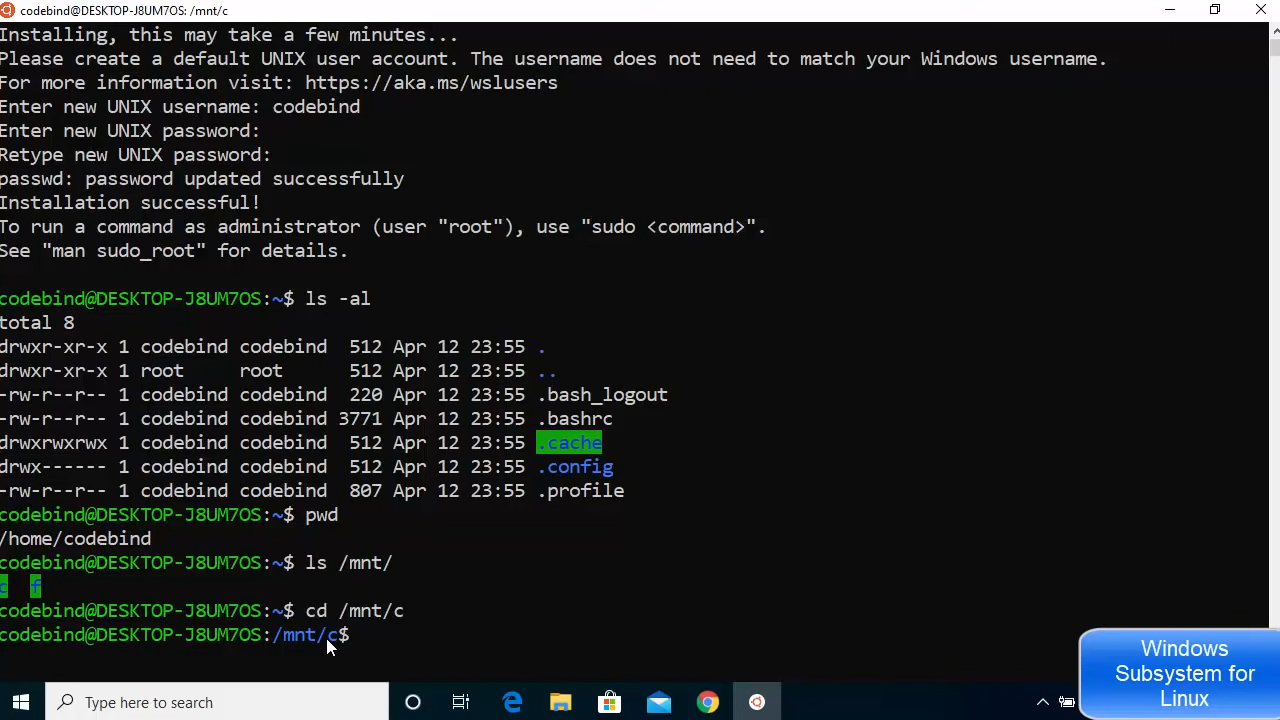 codebind@DESKTOP-J8UM7OS: /mnt/c
Installing, this may take a few minutes...
Please create a default UNIX user account. The username does not need to match your Windows username.
For more information visit: https://aka.ms/wslusers
Enter new UNIX username: codebind
Enter new UNIX password:
Retype new UNIX password:
passwd: password updated successfully
Installation successful!
To run a command as administrator (user "root"), use "sudo <command>".
See "man sudo_root" for details.
codebind@DESKTOP-J8UM7OS:~$ ls -al
total 8
drwxr-xr-x 1 codebind codebind  512 Apr 12 23:55 .
drwxr-xr-x 1 root     root      512 Apr 12 23:55 ..
-rw-r--r-- 1 codebind codebind  220 Apr 12 23:55 .bash_logout
-rw-r--r-- 1 codebind codebind 3771 Apr 12 23:55 .bashrc
drwxrwxrwx 1 codebind codebind  512 Apr 12 23:55 .cache
drwx------ 1 codebind codebind  512 Apr 12 23:55 .config
-rw-r--r-- 1 codebind codebind  807 Apr 12 23:55 .profile
codebind@DESKTOP-J8UM7OS:~$ pwd
/home/codebind
codebind@DESKTOP-J8UM7OS:~$ ls /mnt/
c  f
codebind@DESKTOP-J8UM7OS:~$ cd /mnt/c
codebind@DESKTOP-J8UM7OS:/mnt/c$
Windows
Subsystem for
Linux
Type here to search